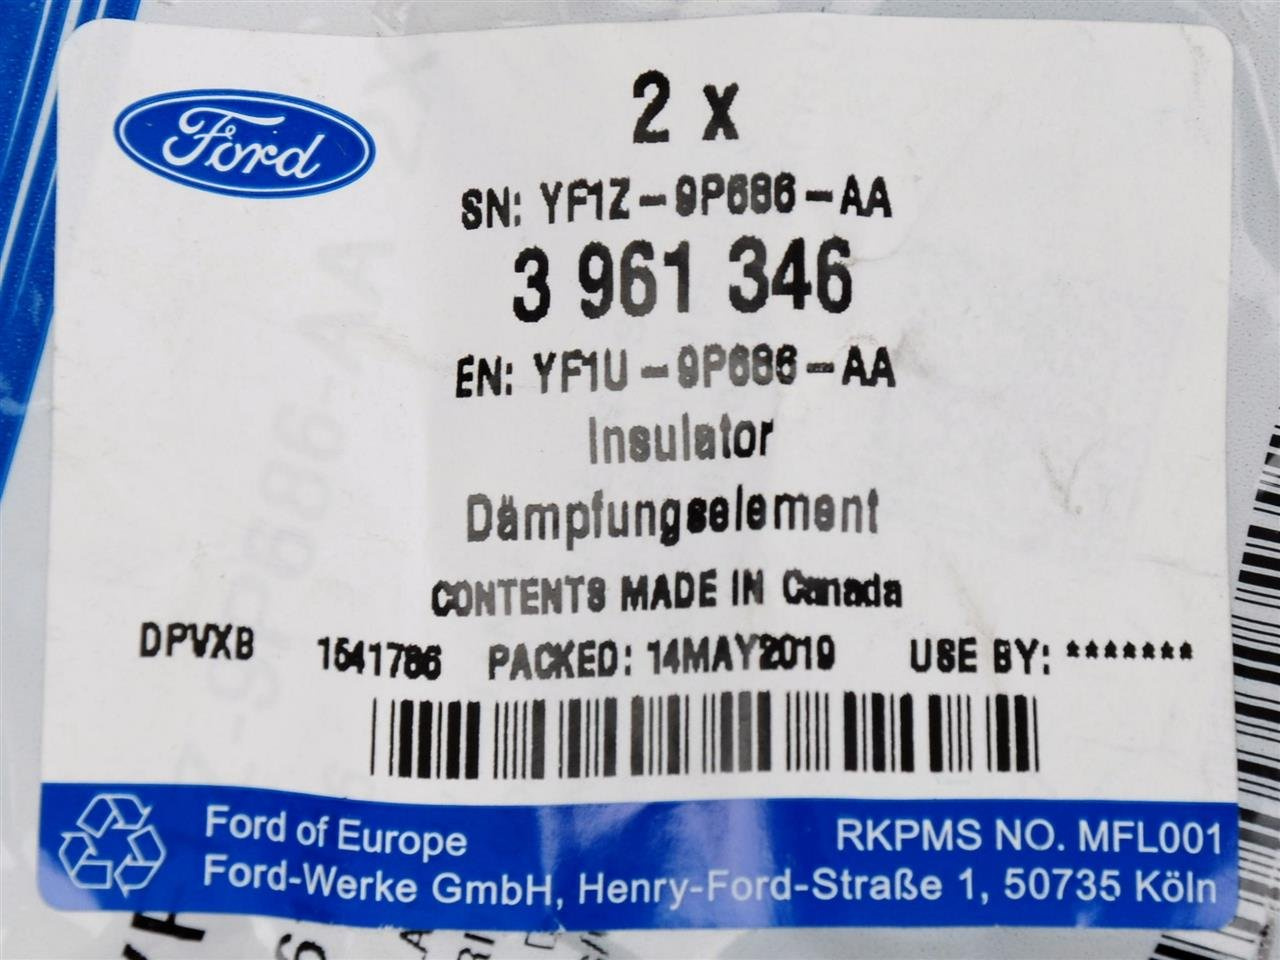 Ford
2 x
SN: YF1Z-9P686-AA
3 961 346
EN: YF1U-9P686-AA
Insulator
Dämpfungselement
CONTENTS MADE IN Canada
DPVXB 1541786 PACKED: 14MAY2019 USE BY: *******
Ford of Europe RKPMS NO. MFL001
Ford-Werke GmbH, Henry-Ford-Straße 1, 50735 Köln